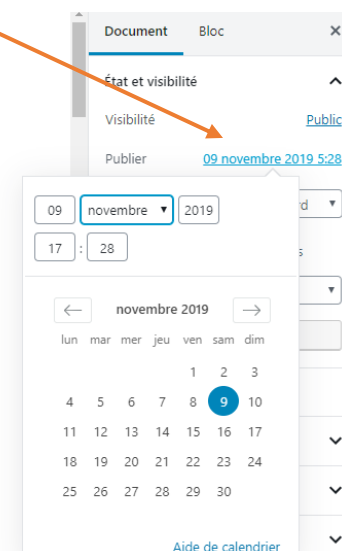 Document Bloc ×
État et visibilité
Visibilité Public
Publier 09 novembre 2019 5:28
09 novembre 2019
17 : 28
novembre 2019
lun mar mer jeu ven sam dim
1 2 3
4 5 6 7 8 9 10
11 12 13 14 15 16 17
18 19 20 21 22 23 24
25 26 27 28 29 30
Aide de calendrier